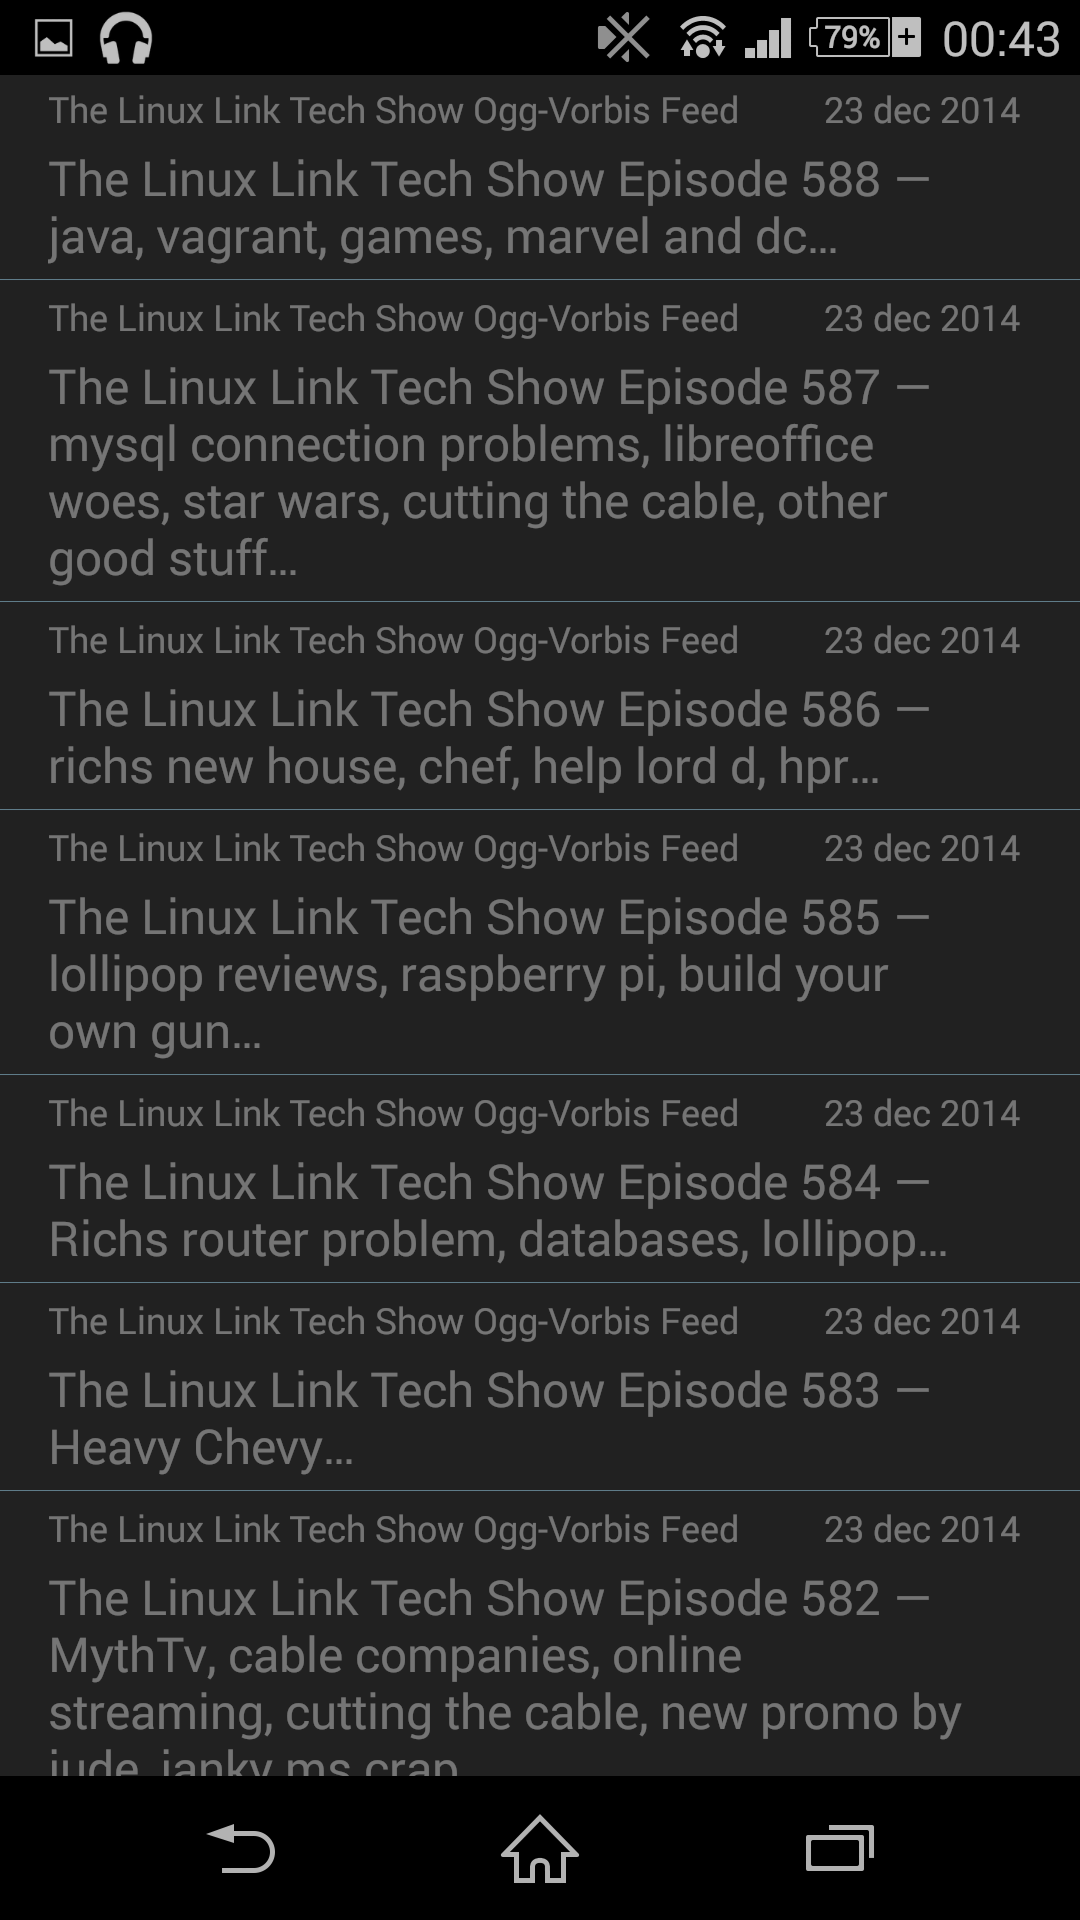 79%
00:43
The Linux Link Tech Show Ogg-Vorbis Feed 23 dec 2014
The Linux Link Tech Show Episode 588 —
java, vagrant, games, marvel and dc...
The Linux Link Tech Show Ogg-Vorbis Feed 23 dec 2014
The Linux Link Tech Show Episode 587 —
mysql connection problems, libreoffice
woes, star wars, cutting the cable, other
good stuff...
The Linux Link Tech Show Ogg-Vorbis Feed 23 dec 2014
The Linux Link Tech Show Episode 586 —
richs new house, chef, help lord d, hpr...
The Linux Link Tech Show Ogg-Vorbis Feed 23 dec 2014
The Linux Link Tech Show Episode 585 —
lollipop reviews, raspberry pi, build your
own gun...
The Linux Link Tech Show Ogg-Vorbis Feed 23 dec 2014
The Linux Link Tech Show Episode 584 —
Richs router problem, databases, lollipop...
The Linux Link Tech Show Ogg-Vorbis Feed 23 dec 2014
The Linux Link Tech Show Episode 583 —
Heavy Chevy...
The Linux Link Tech Show Ogg-Vorbis Feed 23 dec 2014
The Linux Link Tech Show Episode 582 —
MythTv, cable companies, online
streaming, cutting the cable, new promo by
jude, janky ms crap